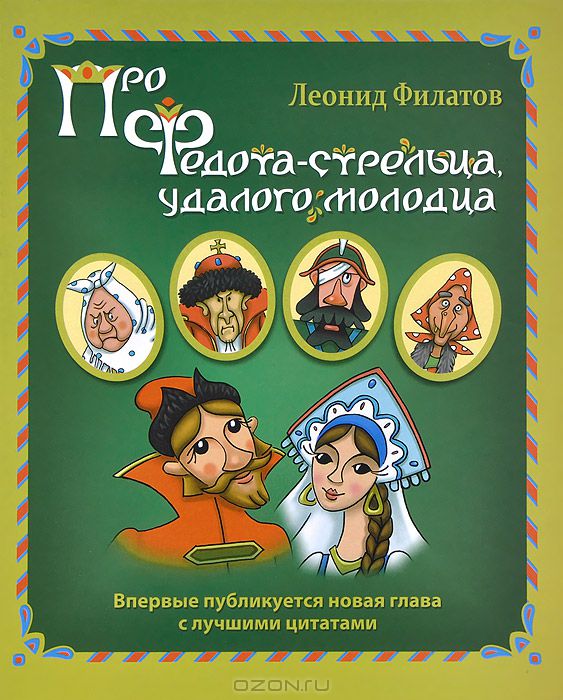 Про
Леонид Филатов
Федота-стрельца,
удалого молодца
Впервые публикуется новая глава
с лучшими цитатами
OZON.ru